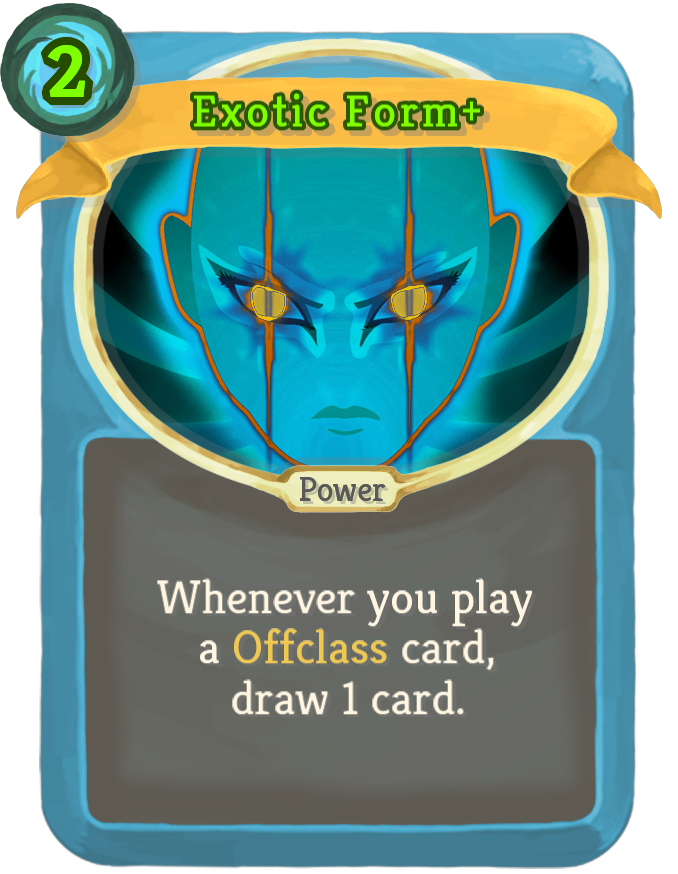 2
Exotic Form+
Power
Whenever you play
a Offclass card,
draw 1 card.